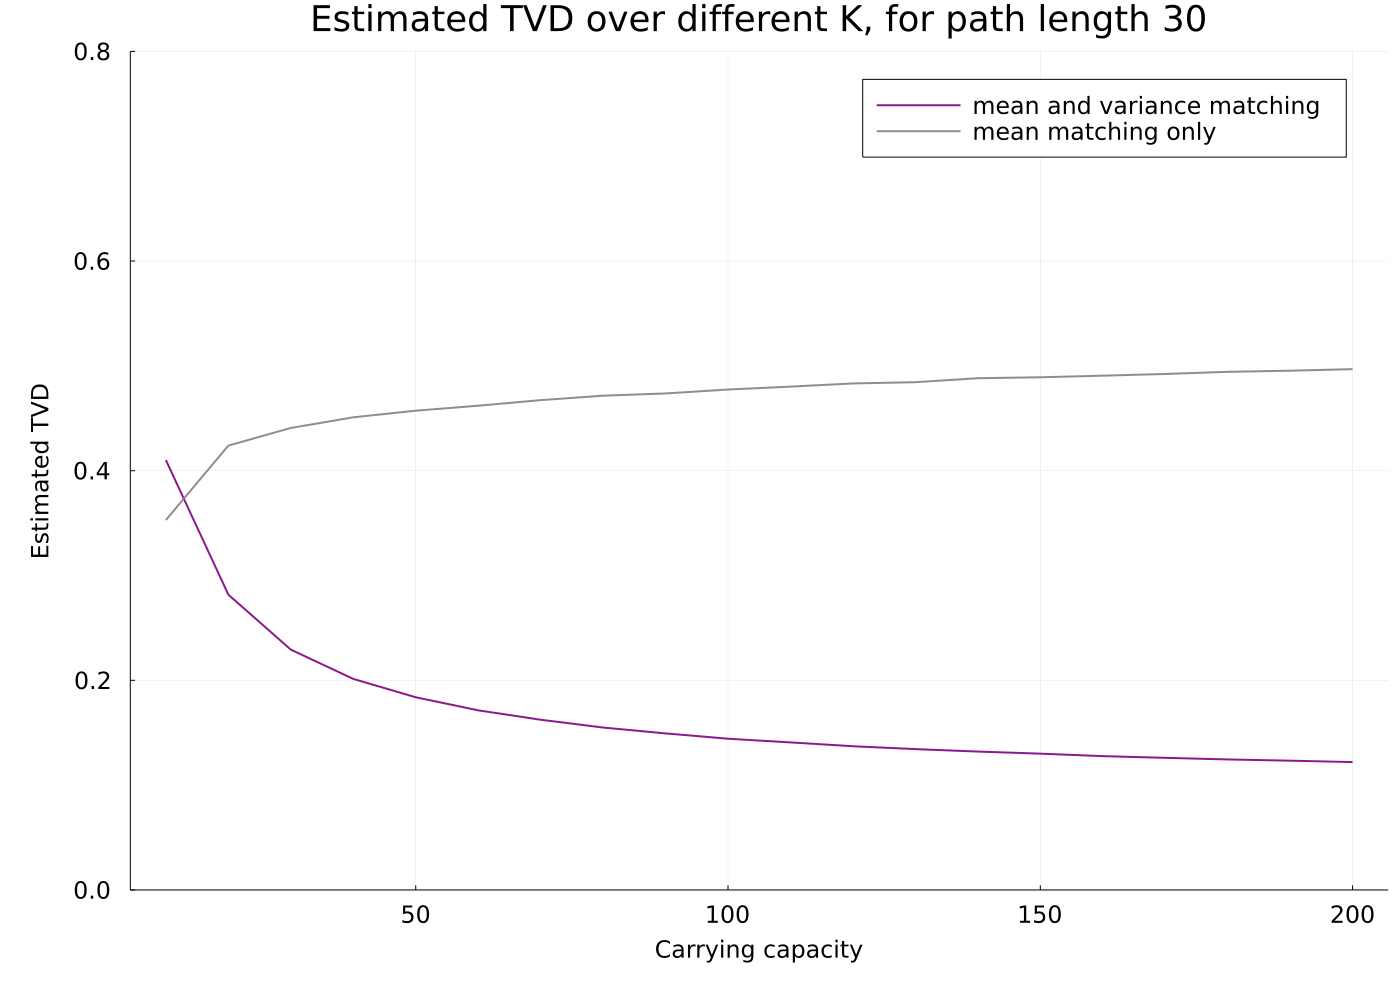 Estimated TVD over different K, for path length 30
0.8
mean and variance matching
mean matching only
0.6
Estimated TVD
0.4
0.2
0.0
50 100 150 200
Carrying capacity